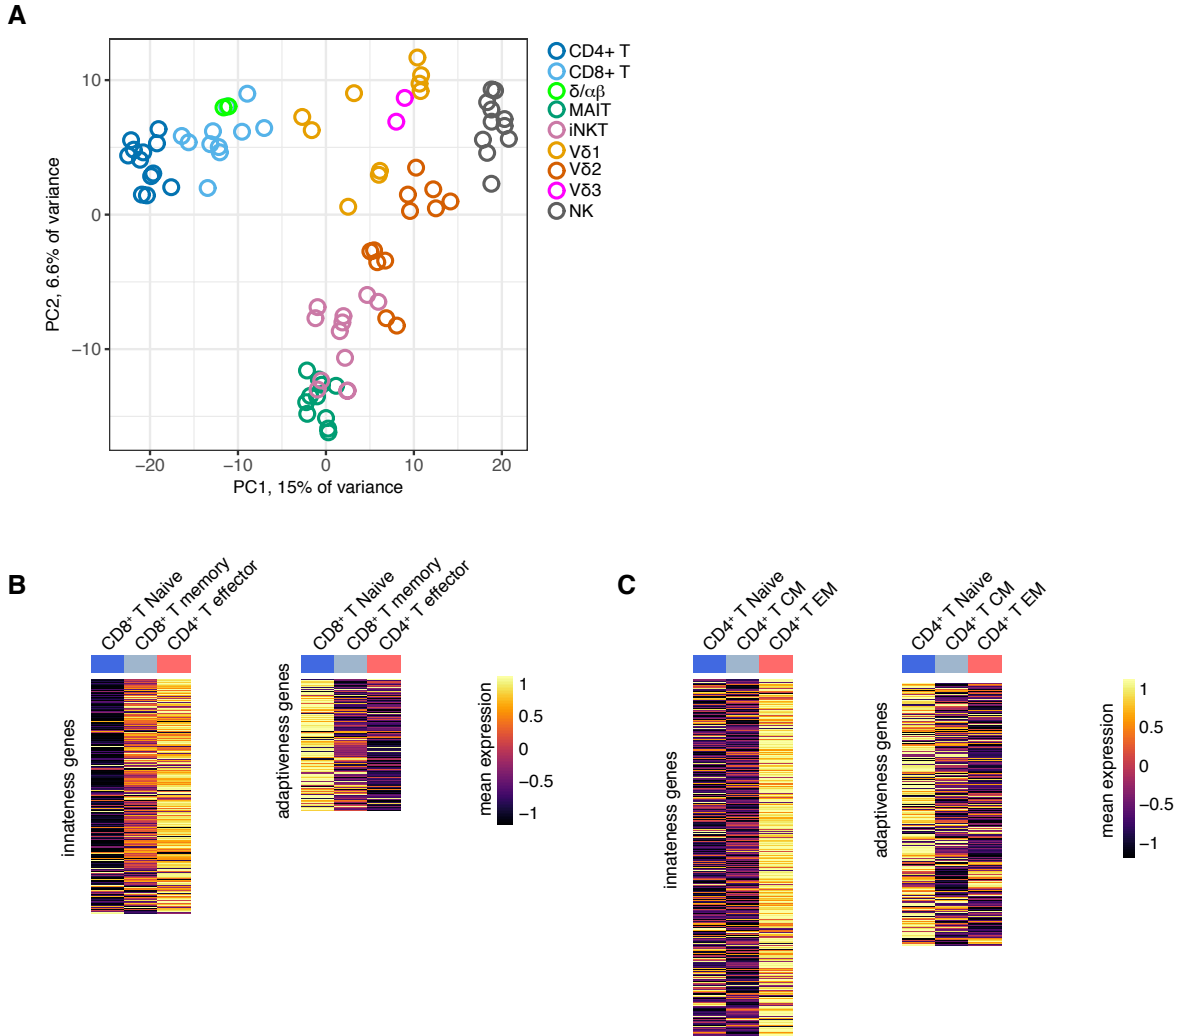 A
10
0
−10
−20
−10
0
10
20
PC1, 15% of variance
PC2, 6.6% of variance
CD4+ T
CD8+ T
δ/αβ
MAIT
iNKT
Vδ1
Vδ2
Vδ3
NK
B
CD8+ T Naive
CD8+ T memory
CD4+ T effector
innateness genes
CD8+ T Naive
CD8+ T memory
CD4+ T effector
adaptiveness genes
mean expression
1
0.5
0
−0.5
−1
C
CD4+ T Naive
CD4+ T CM
CD4+ T EM
innateness genes
CD4+ T Naive
CD4+ T CM
CD4+ T EM
adaptiveness genes
mean expression
1
0.5
0
−0.5
−1